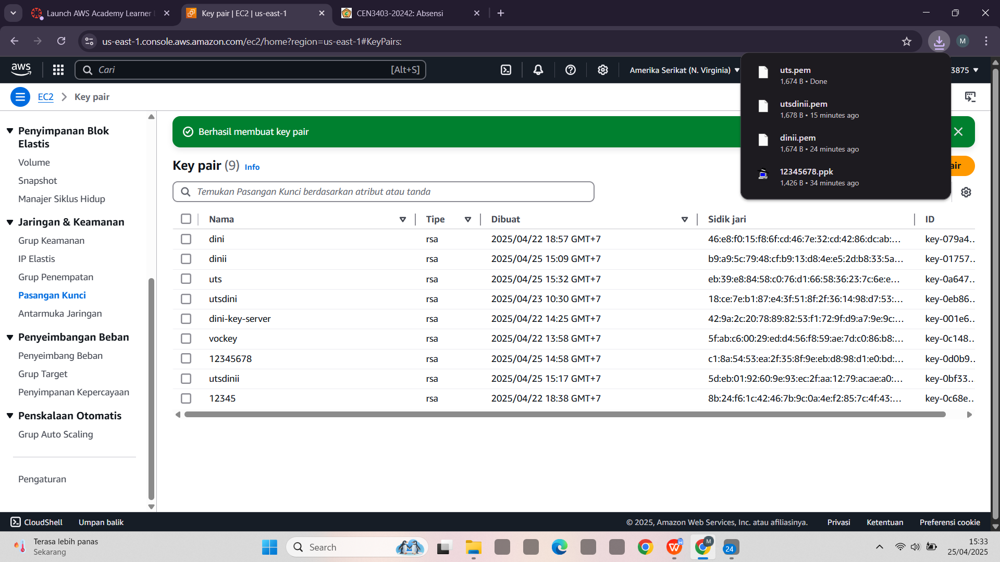 Launch AWS Academy Learner L
Key pair | EC2 | us-east-1
CEN3403-20242: Absensi
us-east-1.console.aws.amazon.com/ec2/home?region=us-east-1#KeyPairs:
M
aws
Cari
[Alt+S]
Amerika Serikat (N. Virginia)
3875
uts.pem
1,674 B • Done
utsdinii.pem
1,678 B • 15 minutes ago
dinii.pem
1,674 B • 24 minutes ago
12345678.ppk
1,426 B • 34 minutes ago
EC2
Key pair
Penyimpanan Blok
Elastis
Volume
Snapshot
Manajer Siklus Hidup
Jaringan & Keamanan
Grup Keamanan
IP Elastis
Grup Penempatan
Pasangan Kunci
Antarmuka Jaringan
Penyeimbangan Beban
Penyeimbang Beban
Grup Target
Penyimpanan Kepercayaan
Penskalaan Otomatis
Grup Auto Scaling
Pengaturan
Berhasil membuat key pair
Key pair (9) Info
air
Temukan Pasangan Kunci berdasarkan atribut atau tanda
Nama Tipe Dibuat Sidik jari ID
dini rsa 2025/04/22 18:57 GMT+7 46:e8:f0:15:f8:6f:cd:46:7e:32:cd:42:86:dc:ab:... key-079a4..
dinii rsa 2025/04/25 15:09 GMT+7 b9:a9:5c:79:48:cf:b9:13:d8:4e:e5:2d:b8:33:5a... key-01757..
uts rsa 2025/04/25 15:32 GMT+7 eb:39:e8:84:58:c0:76:d1:66:58:36:23:7c:6e:e... key-0a647..
utsdini rsa 2025/04/23 10:30 GMT+7 18:ce:7e:b1:87:e4:3f:51:8f:2f:36:14:98:d7:53:... key-0eb86..
dini-key-server rsa 2025/04/22 14:25 GMT+7 42:9a:2c:20:78:89:82:53:f1:72:9f:d9:a7:9e:9c:... key-001e6..
vockey rsa 2025/04/22 13:58 GMT+7 5f:ab:c6:00:29:ed:d4:56:f8:59:ae:7d:c0:86:b8:... key-0c148..
12345678 rsa 2025/04/25 14:58 GMT+7 c1:8a:54:53:ea:2f:35:8f:9e:eb:d8:98:d1:e0:bd:... key-0d0b9..
utsdinii rsa 2025/04/25 15:17 GMT+7 5d:eb:01:92:60:9e:93:ec:2f:aa:12:79:ac:ae:a0:... key-0bf33..
12345 rsa 2025/04/22 18:38 GMT+7 8b:24:f6:1c:42:46:7b:9c:0a:4e:f2:85:7c:4f:43:... key-0c68e..
CloudShell
Umpan balik
© 2025, Amazon Web Services, Inc. atau afiliasinya.
Privasi
Ketentuan
Preferensi cookie
Terasa lebih panas
Sekarang
Search
M
24
15:33
25/04/2025